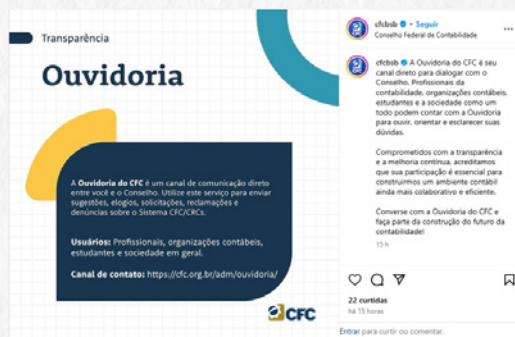 Transparência
Ouvidoria
A Ouvidoria do CFC é um canal de comunicação direto
entre você e o Conselho. Utilize este serviço para enviar
sugestões, elogios, solicitações, reclamações e
denúncias sobre o Sistema CFC/CRCs.
Usuários: Profissionais, organizações contábeis,
estudantes e sociedade em geral.
Canal de contato: https://cfc.org.br/adm/ouvidoria/
CFC
cfcbsb • Seguir
Conselho Federal de Contabilidade
cfcbsb A Ouvidoria do CFC é seu
canal direto para dialogar com o
Conselho. Profissionais da
contabilidade, organizações contábeis,
estudantes e a sociedade como um
todo podem contar com a Ouvidoria
para ouvir, orientar e esclarecer suas
dúvidas.
Comprometidos com a transparência
e a melhoria contínua, acreditamos
que sua participação é essencial para
construirmos um ambiente contábil
ainda mais colaborativo e eficiente.
Converse com a Ouvidoria do CFC e
faça parte da construção do futuro da
contabilidade!
15 h
22 curtidas
há 15 horas
Entrar para curtir ou comentar.